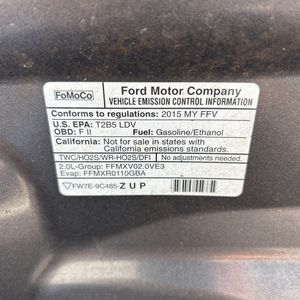 FoMoCo
Ford Motor Company
VEHICLE EMISSION CONTROL INFORMATION
Conforms to regulations: 2015 MY FFV
U.S. EPA: T2B5 LDV
OBD: F II Fuel: Gasoline/Ethanol
California: Not for sale in states with
California emissions standards.
TWC/HO2S/WR-HO2S/DFI No adjustments needed.
2.0L-Group: FFMXV02.0VE3
Evap: FFMXR0110GBA
FW7E-9C485-ZUP